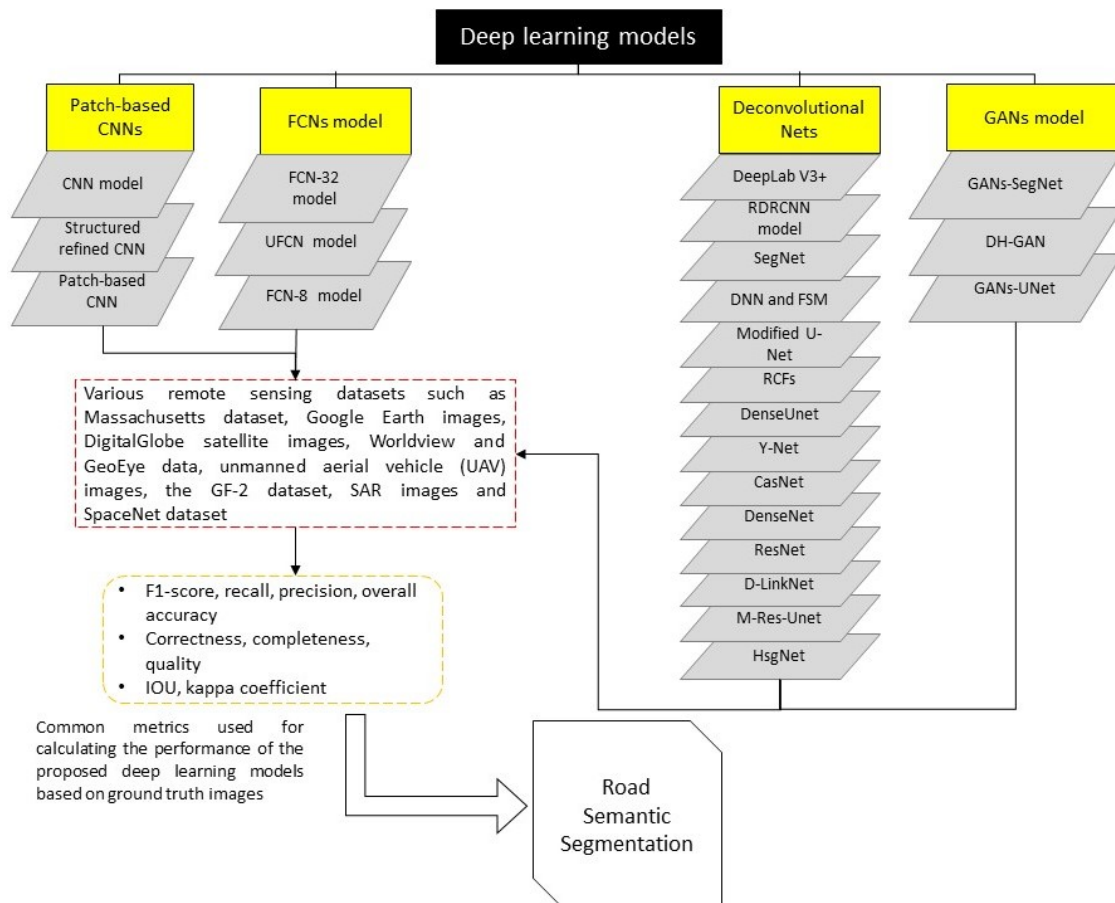 Deep learning models
Patch-based
CNNs
CNN model
Structured
refined CNN
Patch-based
CNN
FCNs model
FCN-32
model
UFCN model
FCN-8 model
Deconvolutional
Nets
DeepLab V3+
RDRCNN
model
SegNet
DNN and FSM
Modified U-
Net
RCFs
DenseUnet
Y-Net
CasNet
DenseNet
ResNet
D-LinkNet
M-Res-Unet
HsgNet
GANs model
GANs-SegNet
DH-GAN
GANs-UNet
Various remote sensing datasets such as
Massachusetts dataset, Google Earth images,
DigitalGlobe satellite images, Worldview and
GeoEye data, unmanned aerial vehicle (UAV)
images, the GF-2 dataset, SAR images and
SpaceNet dataset
• F1-score, recall, precision, overall
accuracy
• Correctness, completeness,
quality
• IOU, kappa coefficient
Common metrics used for
calculating the performance of the
proposed deep learning models
based on ground truth images
Road
Semantic
Segmentation